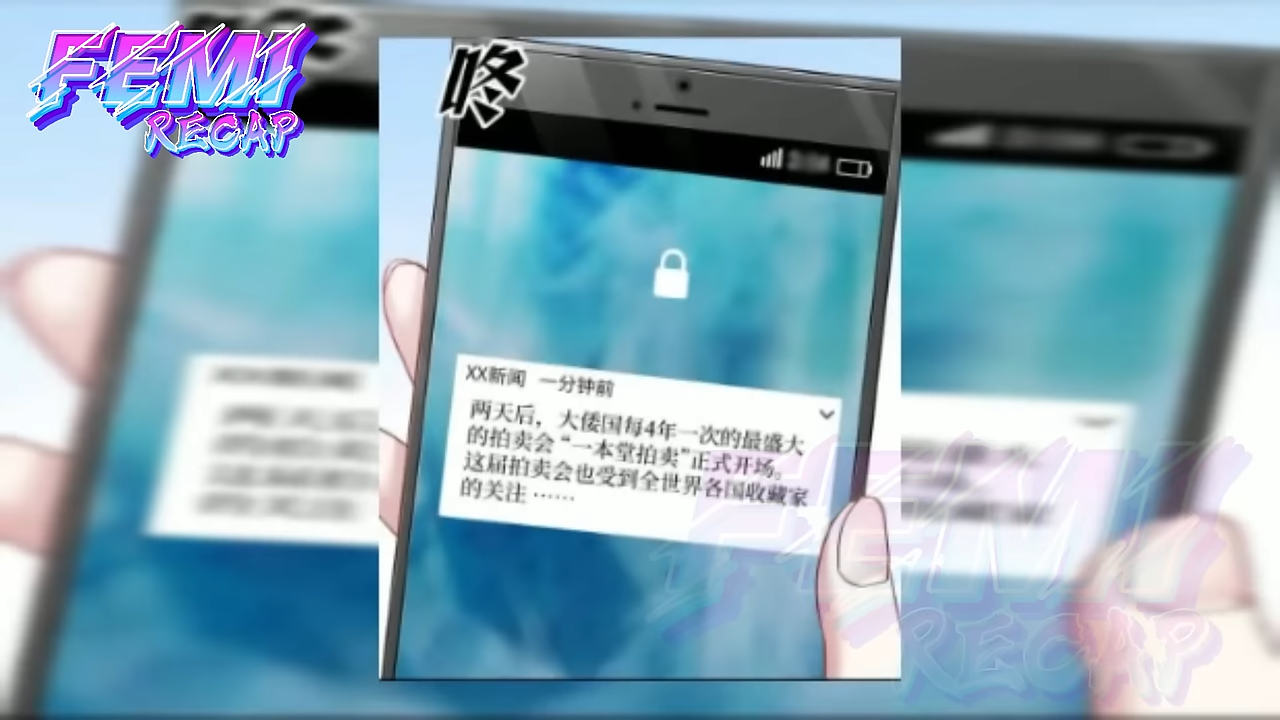 FEMI
RECAP
咚
XX新闻 一分钟前
两天后，大倭国每4年一次的最盛大
的拍卖会“一本堂拍卖”正式开场。
这届拍卖会也受到全世界各国收藏家
的关注……
FEMI
RECAP